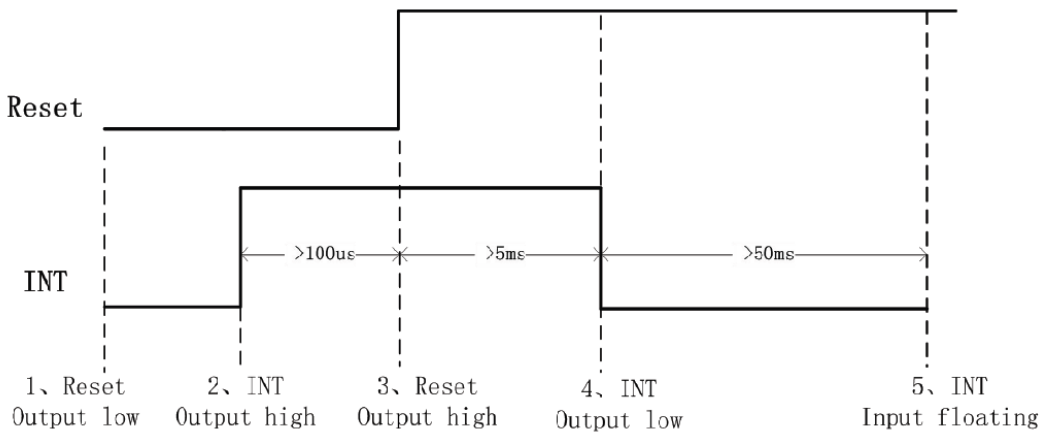 Reset
>100us
>5ms
>50ms
INT
1、Reset
Output low
2、INT
Output high
3、Reset
Output high
4、INT
Output low
5、INT
Input floating